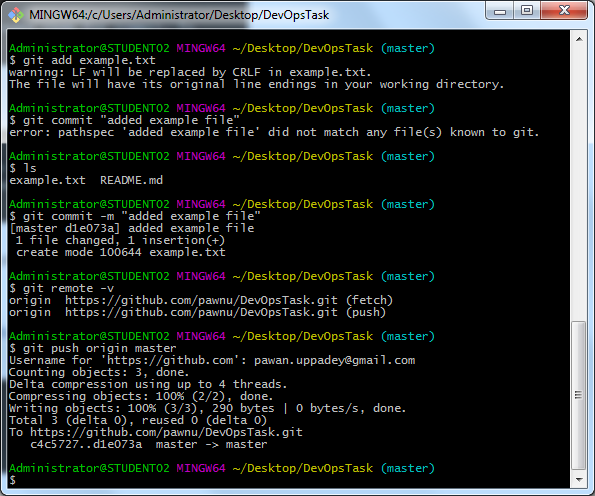 MINGW64:/c/Users/Administrator/Desktop/DevOpsTask
Administrator@STUDENT02 MINGW64 ~/Desktop/DevOpsTask (master)
$ git add example.txt
warning: LF will be replaced by CRLF in example.txt.
The file will have its original line endings in your working directory.
Administrator@STUDENT02 MINGW64 ~/Desktop/DevOpsTask (master)
$ git commit "added example file"
error: pathspec 'added example file' did not match any file(s) known to git.
Administrator@STUDENT02 MINGW64 ~/Desktop/DevOpsTask (master)
$ ls
example.txt  README.md
Administrator@STUDENT02 MINGW64 ~/Desktop/DevOpsTask (master)
$ git commit -m "added example file"
[master d1e073a] added example file
 1 file changed, 1 insertion(+)
 create mode 100644 example.txt
Administrator@STUDENT02 MINGW64 ~/Desktop/DevOpsTask (master)
$ git remote -v
origin  https://github.com/pawnu/DevOpsTask.git (fetch)
origin  https://github.com/pawnu/DevOpsTask.git (push)
Administrator@STUDENT02 MINGW64 ~/Desktop/DevOpsTask (master)
$ git push origin master
Username for 'https://github.com': pawan.uppadey@gmail.com
Counting objects: 3, done.
Delta compression using up to 4 threads.
Compressing objects: 100% (2/2), done.
Writing objects: 100% (3/3), 290 bytes | 0 bytes/s, done.
Total 3 (delta 0), reused 0 (delta 0)
To https://github.com/pawnu/DevOpsTask.git
   c4c5727..d1e073a  master -> master
Administrator@STUDENT02 MINGW64 ~/Desktop/DevOpsTask (master)
$